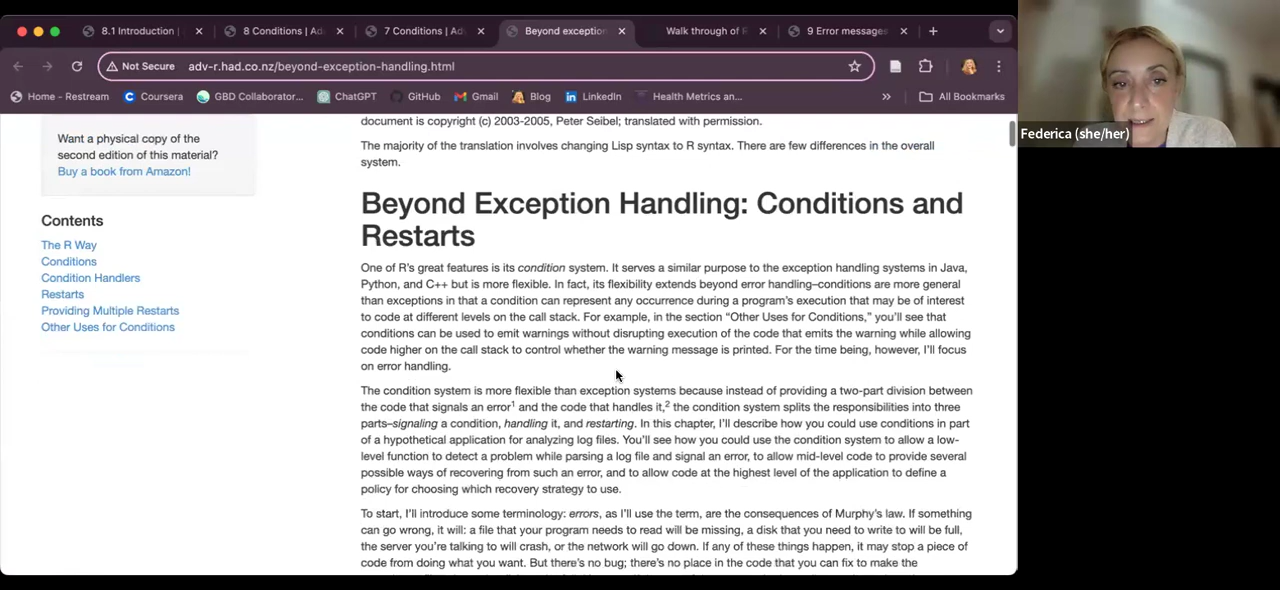 8.1 Introduction |
8 Conditions | Ad
7 Conditions | Adv
Beyond exception
Walk through of R
9 Error messages
Not Secure
adv-r.had.co.nz/beyond-exception-handling.html
Home - Restream
Coursera
GBD Collaborator...
ChatGPT
GitHub
Gmail
Blog
LinkedIn
Health Metrics an...
»
All Bookmarks
Federica (she/her)
Want a physical copy of the
second edition of this material?
Buy a book from Amazon!
Contents
The R Way
Conditions
Condition Handlers
Restarts
Providing Multiple Restarts
Other Uses for Conditions
document is copyright (c) 2003-2005, Peter Seibel; translated with permission.
The majority of the translation involves changing Lisp syntax to R syntax. There are few differences in the overall
system.
Beyond Exception Handling: Conditions and
Restarts
One of R's great features is its condition system. It serves a similar purpose to the exception handling systems in Java,
Python, and C++ but is more flexible. In fact, its flexibility extends beyond error handling–conditions are more general
than exceptions in that a condition can represent any occurrence during a program's execution that may be of interest
to code at different levels on the call stack. For example, in the section “Other Uses for Conditions,” you'll see that
conditions can be used to emit warnings without disrupting execution of the code that emits the warning while allowing
code higher on the call stack to control whether the warning message is printed. For the time being, however, I'll focus
on error handling.
The condition system is more flexible than exception systems because instead of providing a two-part division between
the code that signals an error1 and the code that handles it,2 the condition system splits the responsibilities into three
parts–signaling a condition, handling it, and restarting. In this chapter, I'll describe how you could use conditions in part
of a hypothetical application for analyzing log files. You'll see how you could use the condition system to allow a low-
level function to detect a problem while parsing a log file and signal an error, to allow mid-level code to provide several
possible ways of recovering from such an error, and to allow code at the highest level of the application to define a
policy for choosing which recovery strategy to use.
To start, I'll introduce some terminology: errors, as I'll use the term, are the consequences of Murphy's law. If something
can go wrong, it will: a file that your program needs to read will be missing, a disk that you need to write to will be full,
the server you're talking to will crash, or the network will go down. If any of these things happen, it may stop a piece of
code from doing what you want. But there's no bug; there's no place in the code that you can fix to make the